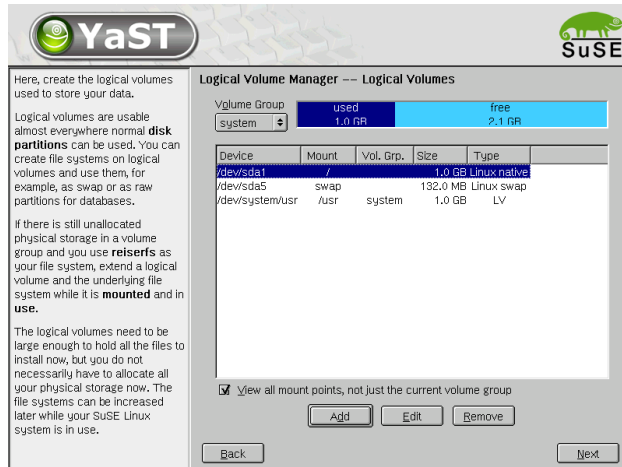 YaST
SuSE
Here, create the logical volumes
used to store your data.
Logical volumes are usable
almost everywhere normal disk
partitions can be used. You can
create file systems on logical
volumes and use them, for
example, as swap or as raw
partitions for databases.
If there is still unallocated
physical storage in a volume
group and you use reiserfs as
your file system, extend a logical
volume and the underlying file
system while it is mounted and in
use.
The logical volumes need to be
large enough to hold all the files to
install now, but you do not
necessarily have to allocate all
your physical storage now. The
file systems can be increased
later while your SuSE Linux
system is in use.
Logical Volume Manager -- Logical Volumes
Volume Group
system
used
1.0 GB
free
2.1 GB
Device Mount Vol. Grp. Size Type
/dev/sda1 / 1.0 GB Linux native
/dev/sda5 swap 132.0 MB Linux swap
/dev/system/usr /usr system 1.0 GB LV
View all mount points, not just the current volume group
Add Edit Remove
Back Next